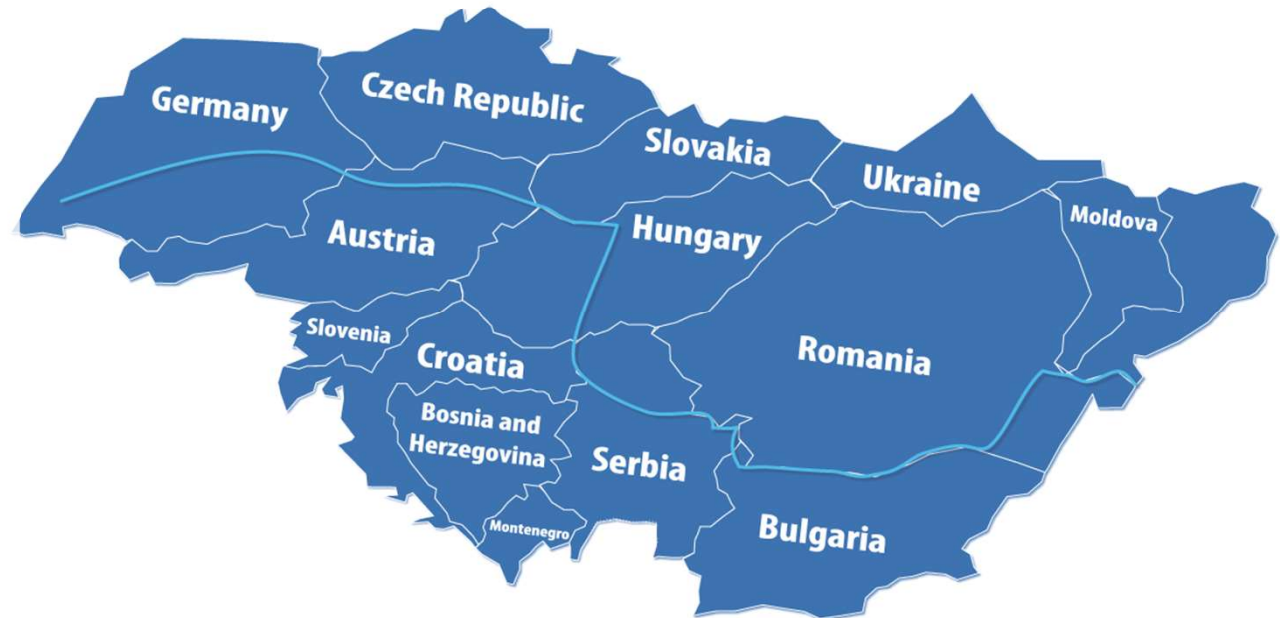 Germany
Czech Republic
Slovakia
Ukraine
Moldova
Austria
Hungary
Slovenia
Croatia
Romania
Bosnia and
Herzegovina
Serbia
Montenegro
Bulgaria